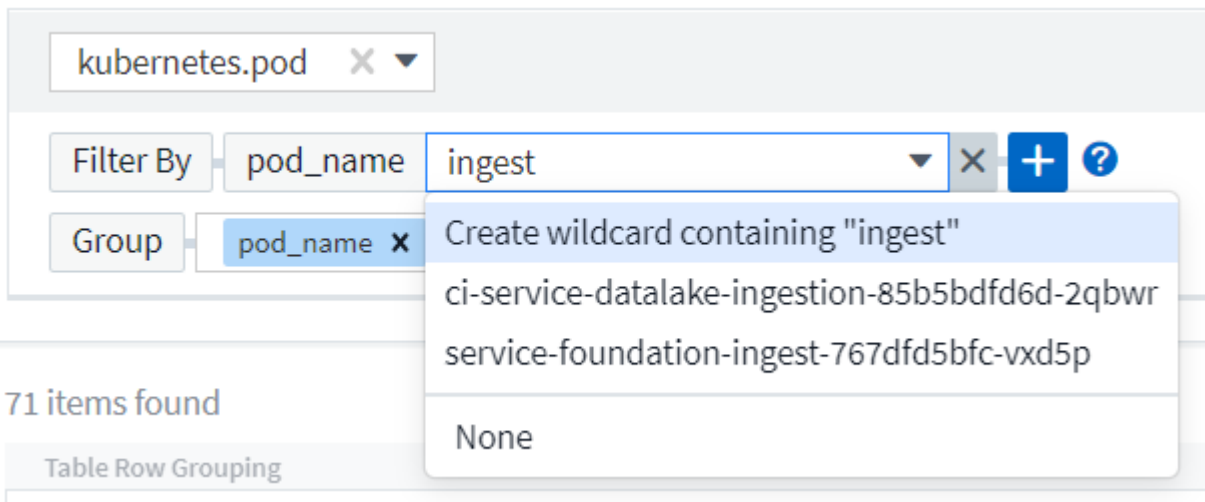 kubernetes.pod
Filter By pod_name ingest
Group pod_name
Create wildcard containing "ingest"
ci-service-datalake-ingestion-85b5bdfd6d-2qbwr
service-foundation-ingest-767dfd5bfc-vxd5p
None
71 items found
Table Row Grouping